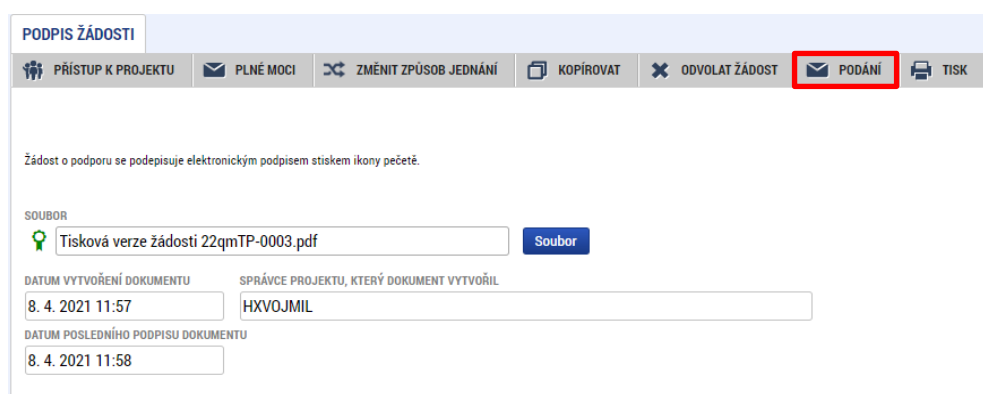 PODPIS ŽÁDOSTI
PŘÍSTUP K PROJEKTU PLNÉ MOCI ZMĚNIT ZPŮSOB JEDNÁNÍ KOPÍROVAT ODVOLAT ŽÁDOST PODÁNÍ TISK
Žádost o podporu se podepisuje elektronickým podpisem stiskem ikony pečetě.
SOUBOR
Tisková verze žádosti 22qmTP-0003.pdf Soubor
DATUM VYTVOŘENÍ DOKUMENTU SPRÁVCE PROJEKTU, KTERÝ DOKUMENT VYTVOŘIL
8. 4. 2021 11:57 HXVOJMIL
DATUM POSLEDNÍHO PODPISU DOKUMENTU
8. 4. 2021 11:58